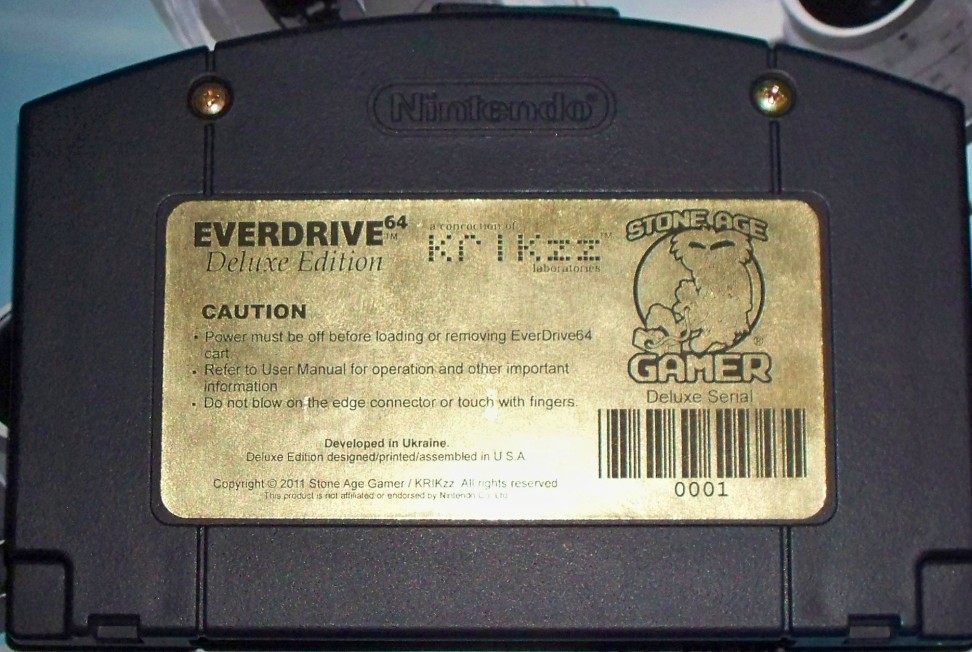 Nintendo®
EVERDRIVE64™
Deluxe Edition
a concoction of
KrIKzz™
laboratories
STONE AGE
GAMER
®
CAUTION
• Power must be off before loading or removing EverDrive64
cart
• Refer to User Manual for operation and other important
information
• Do not blow on the edge connector or touch with fingers.
Developed in Ukraine.
Deluxe Edition designed/printed/assembled in U.S.A
Copyright © 2011 Stone Age Gamer / KRIKzz All rights reserved
This product is not affiliated or endorsed by Nintendo Co. Ltd.
Deluxe Serial
0001